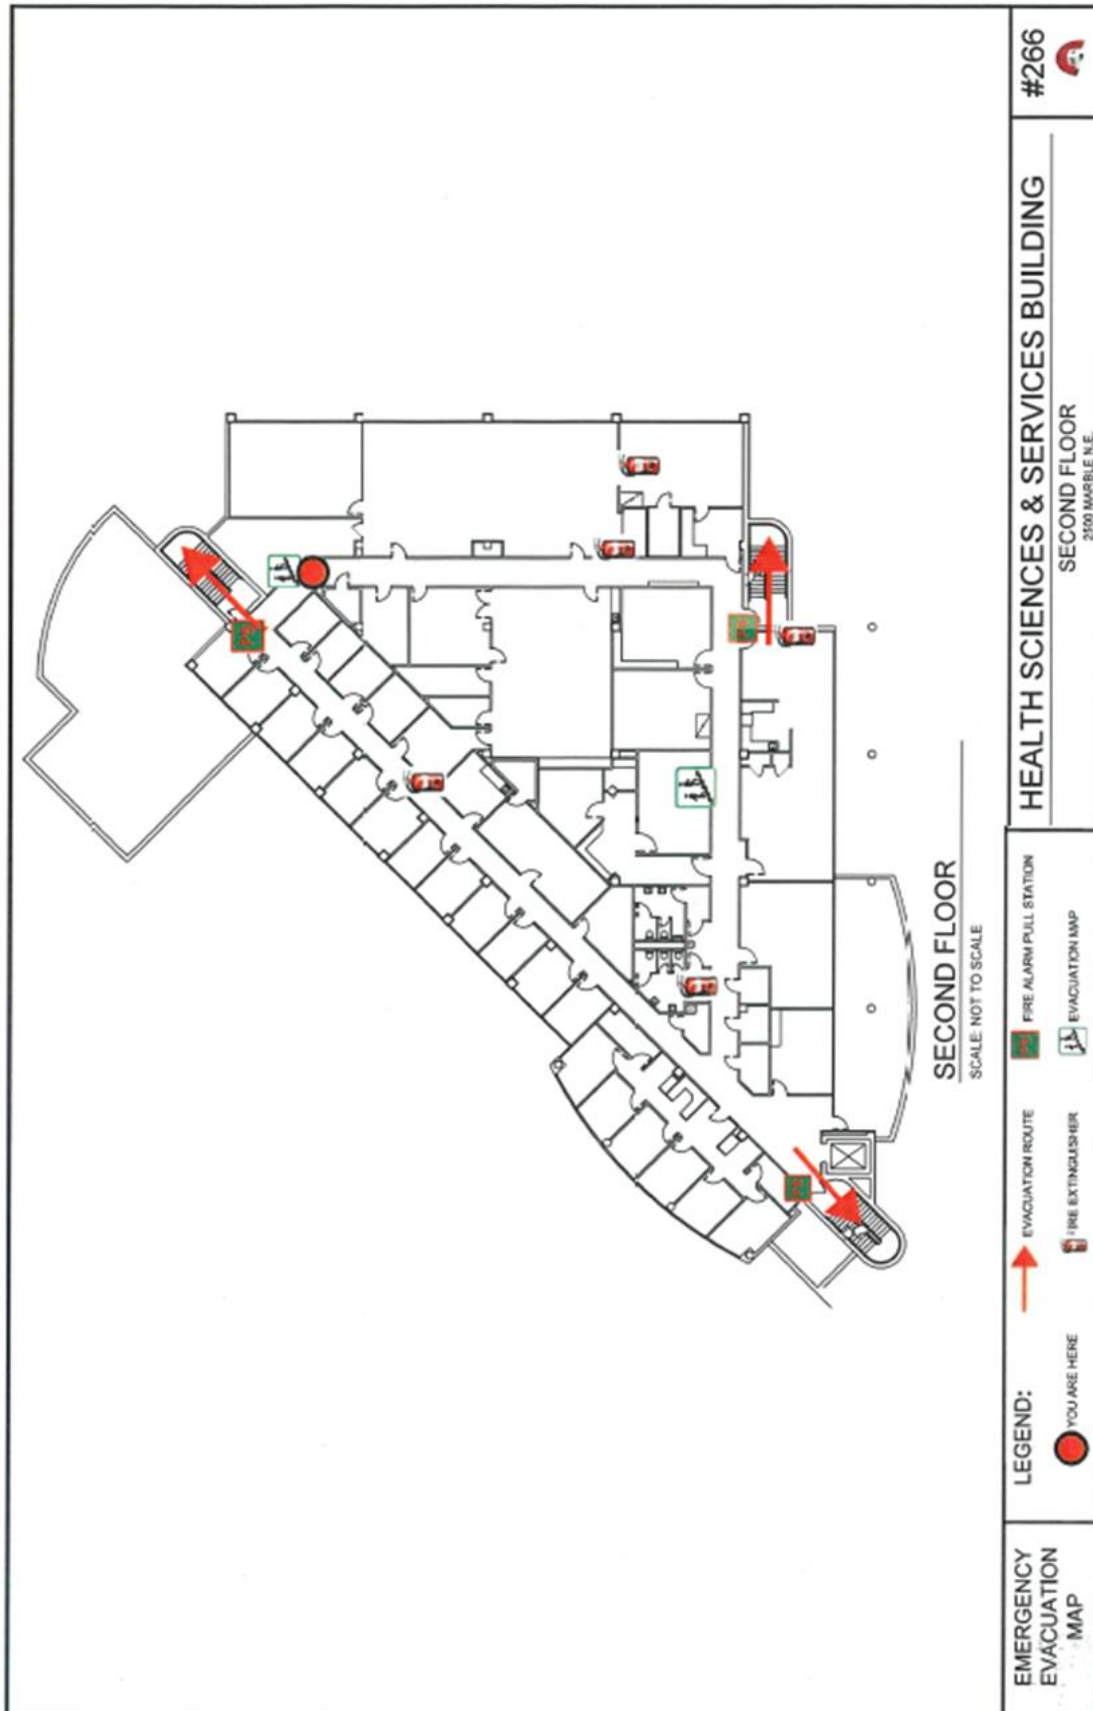 SECOND FLOOR
SCALE: NOT TO SCALE
EMERGENCY
EVACUATION
MAP
LEGEND:
EVACUATION ROUTE
FIRE ALARM PULL STATION
YOU ARE HERE
FIRE EXTINGUISHER
EVACUATION MAP
HEALTH SCIENCES & SERVICES BUILDING
SECOND FLOOR
2500 MARBLE N.E.
#266